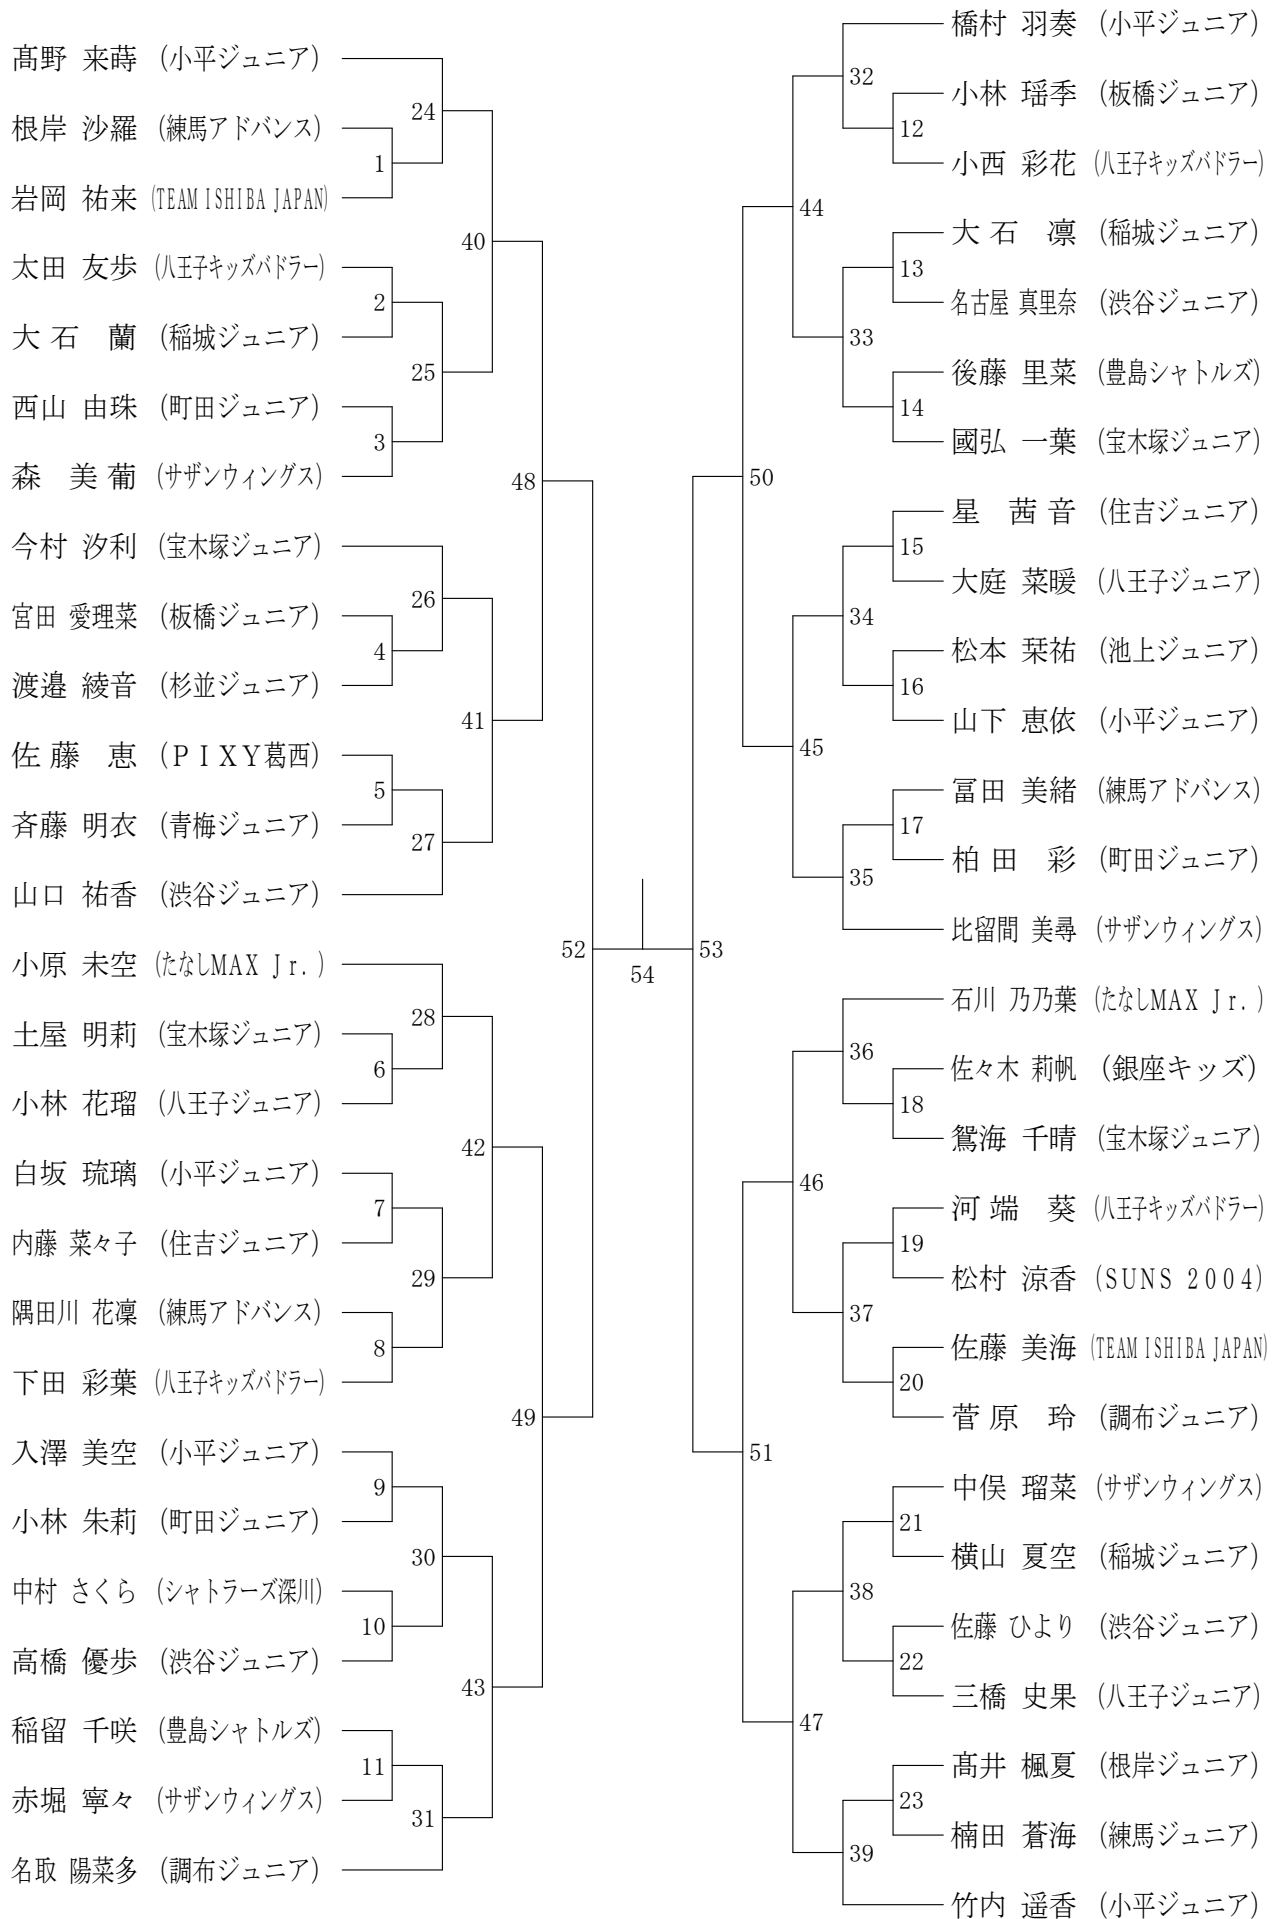 髙野 来蒔 (小平ジュニア)
根岸 沙羅 (練馬アドバンス)
岩岡 祐来 (TEAM ISHIBA JAPAN)
太田 友歩 (八王子キッズバドラー)
大石 蘭 (稲城ジュニア)
西山 由珠 (町田ジュニア)
森 美葡 (サザンウィングス)
今村 汐利 (宝木塚ジュニア)
宮田 愛理菜 (板橋ジュニア)
渡邉 綾音 (杉並ジュニア)
佐藤 恵 (PIXY葛西)
斉藤 明衣 (青梅ジュニア)
山口 祐香 (渋谷ジュニア)
小原 未空 (たなしMAX Jr.)
土屋 明莉 (宝木塚ジュニア)
小林 花瑠 (八王子ジュニア)
白坂 琉璃 (小平ジュニア)
内藤 菜々子 (住吉ジュニア)
隅田川 花凜 (練馬アドバンス)
下田 彩葉 (八王子キッズバドラー)
入澤 美空 (小平ジュニア)
小林 朱莉 (町田ジュニア)
中村 さくら (シャトラーズ深川)
高橋 優歩 (渋谷ジュニア)
稲留 千咲 (豊島シャトルズ)
赤堀 寧々 (サザンウィングス)
名取 陽菜多 (調布ジュニア)
1
2
3
4
5
6
7
8
9
10
11
24
25
26
27
28
29
30
31
40
41
42
43
48
49
52
54
53
50
51
44
45
46
47
32
33
34
35
36
37
38
39
12
13
14
15
16
17
18
19
20
21
22
23
橋村 羽奏 (小平ジュニア)
小林 瑶季 (板橋ジュニア)
小西 彩花 (八王子キッズバドラー)
大石 凛 (稲城ジュニア)
名古屋 真里奈 (渋谷ジュニア)
後藤 里菜 (豊島シャトルズ)
國弘 一葉 (宝木塚ジュニア)
星 茜音 (住吉ジュニア)
大庭 菜暖 (八王子ジュニア)
松本 栞祐 (池上ジュニア)
山下 恵依 (小平ジュニア)
冨田 美緒 (練馬アドバンス)
柏田 彩 (町田ジュニア)
比留間 美尋 (サザンウィングス)
石川 乃乃葉 (たなしMAX Jr.)
佐々木 莉帆 (銀座キッズ)
鴛海 千晴 (宝木塚ジュニア)
河端 葵 (八王子キッズバドラー)
松村 涼香 (SUNS 2004)
佐藤 美海 (TEAM ISHIBA JAPAN)
菅原 玲 (調布ジュニア)
中俣 瑠菜 (サザンウィングス)
横山 夏空 (稲城ジュニア)
佐藤 ひより (渋谷ジュニア)
三橋 史果 (八王子ジュニア)
髙井 楓夏 (根岸ジュニア)
楠田 蒼海 (練馬ジュニア)
竹内 遥香 (小平ジュニア)